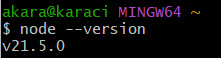 akara@karaci MINGW64 ~
$ node --version
v21.5.0